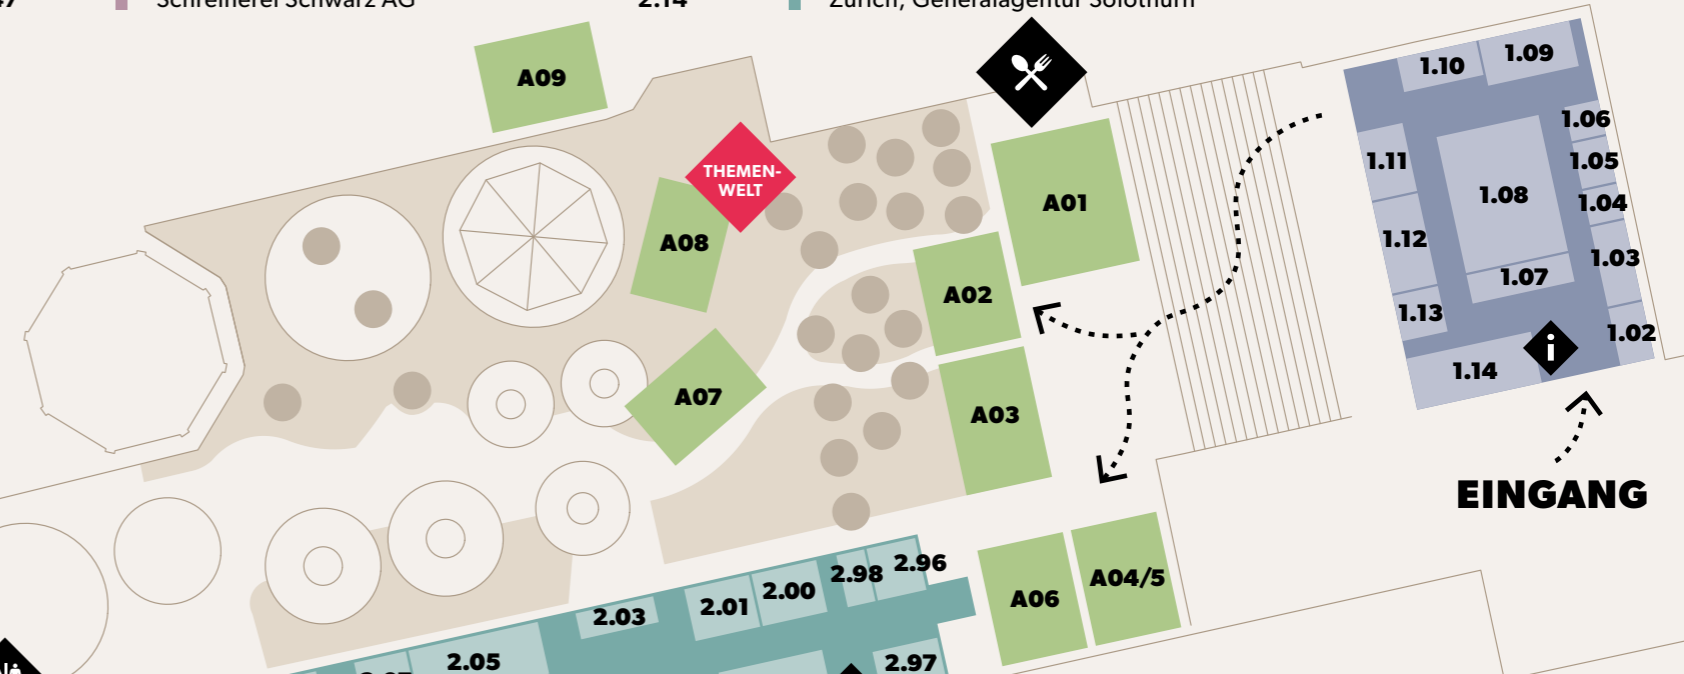 Schreinerei Schwarz AG
2.14
Zürich, Generalagentur Solothurn
A09
THEMEN-
WELT
A08
A07
A01
A02
A03
A06
A04/5
1.10
1.09
1.06
1.05
1.04
1.03
1.02
1.11
1.12
1.13
1.14
1.08
1.07
i
EINGANG
2.98
2.96
2.01
2.00
2.03
2.05
2.97